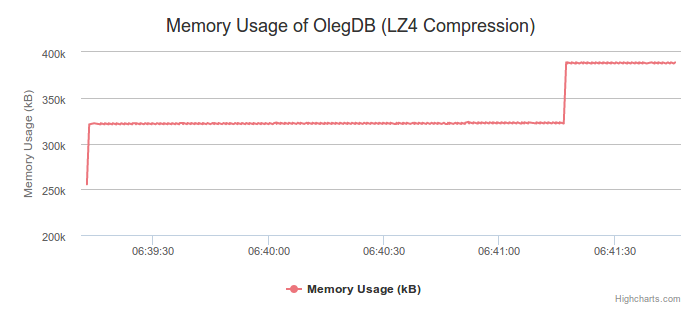 Memory Usage of OlegDB (LZ4 Compression)
Memory Usage (kB)
400k
350k
300k
250k
200k
06:39:30 06:40:00 06:40:30 06:41:00 06:41:30
Memory Usage (kB)
Highcharts.com